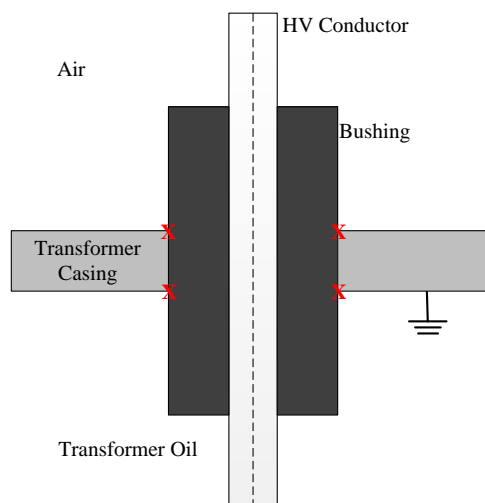 HV Conductor
Air
Bushing
X
X
Transformer
Casing
X
X
Transformer Oil